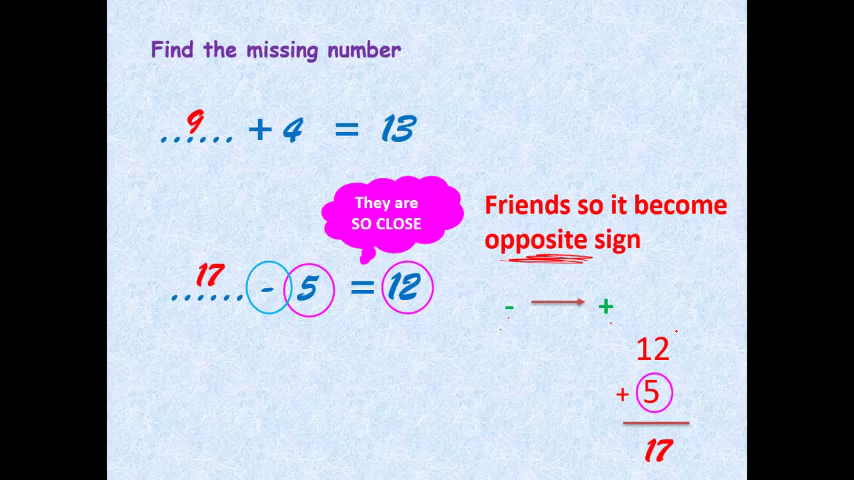 Find the missing number
9
...... + 4 = 13
They are
SO CLOSE
Friends so it become
opposite sign
17
...... - 5 = 12
- +
12
+ 5
17